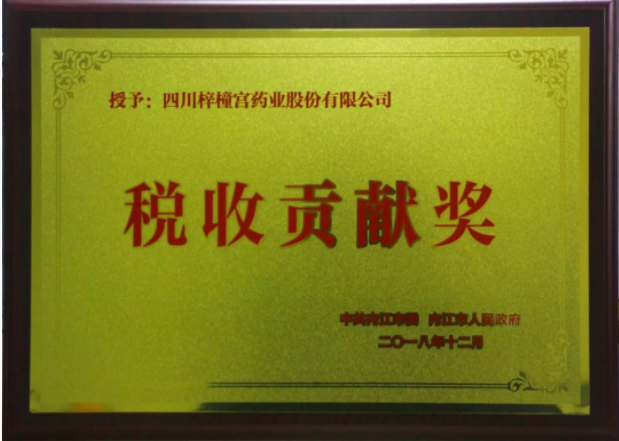 授予：四川梓橦宫药业股份有限公司
税收贡献奖
中共内江市委 内江市人民政府
二〇一八年十二月